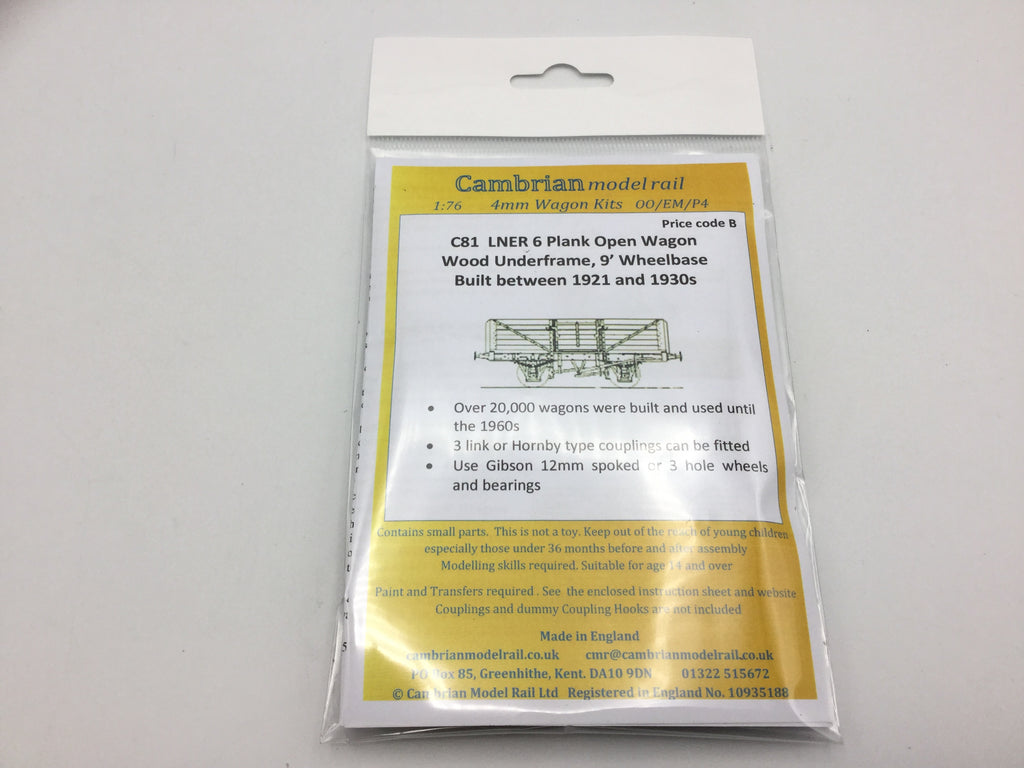 Cambrian model rail
1:76 4mm Wagon Kits OO/EM/P4
Price code B
C81 LNER 6 Plank Open Wagon
Wood Underframe, 9' Wheelbase
Built between 1921 and 1930s
• Over 20,000 wagons were built and used until
the 1960s
• 3 link or Hornby type couplings can be fitted
• Use Gibson 12mm spoked or 3 hole wheels
and bearings
Contains small parts. This is not a toy. Keep out of the reach of young children
especially those under 36 months before and after assembly
Modelling skills required. Suitable for age 14 and over
Paint and Transfers required . See the enclosed instruction sheet and website
Couplings and dummy Coupling Hooks are not included
Made in England
cambrianmodelrail.co.uk cmr@cambrianmodelrail.co.uk
PO Box 85, Greenhithe, Kent. DA10 9DN 01322 515672
© Cambrian Model Rail Ltd Registered in England No. 10935188